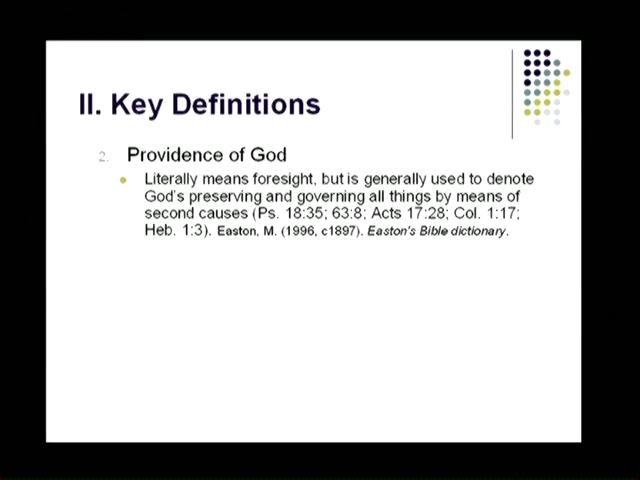 II. Key Definitions
2. Providence of God
Literally means foresight, but is generally used to denote
God's preserving and governing all things by means of
second causes (Ps. 18:35; 63:8; Acts 17:28; Col. 1:17;
Heb. 1:3). Easton, M. (1996, c1897). Easton's Bible dictionary.